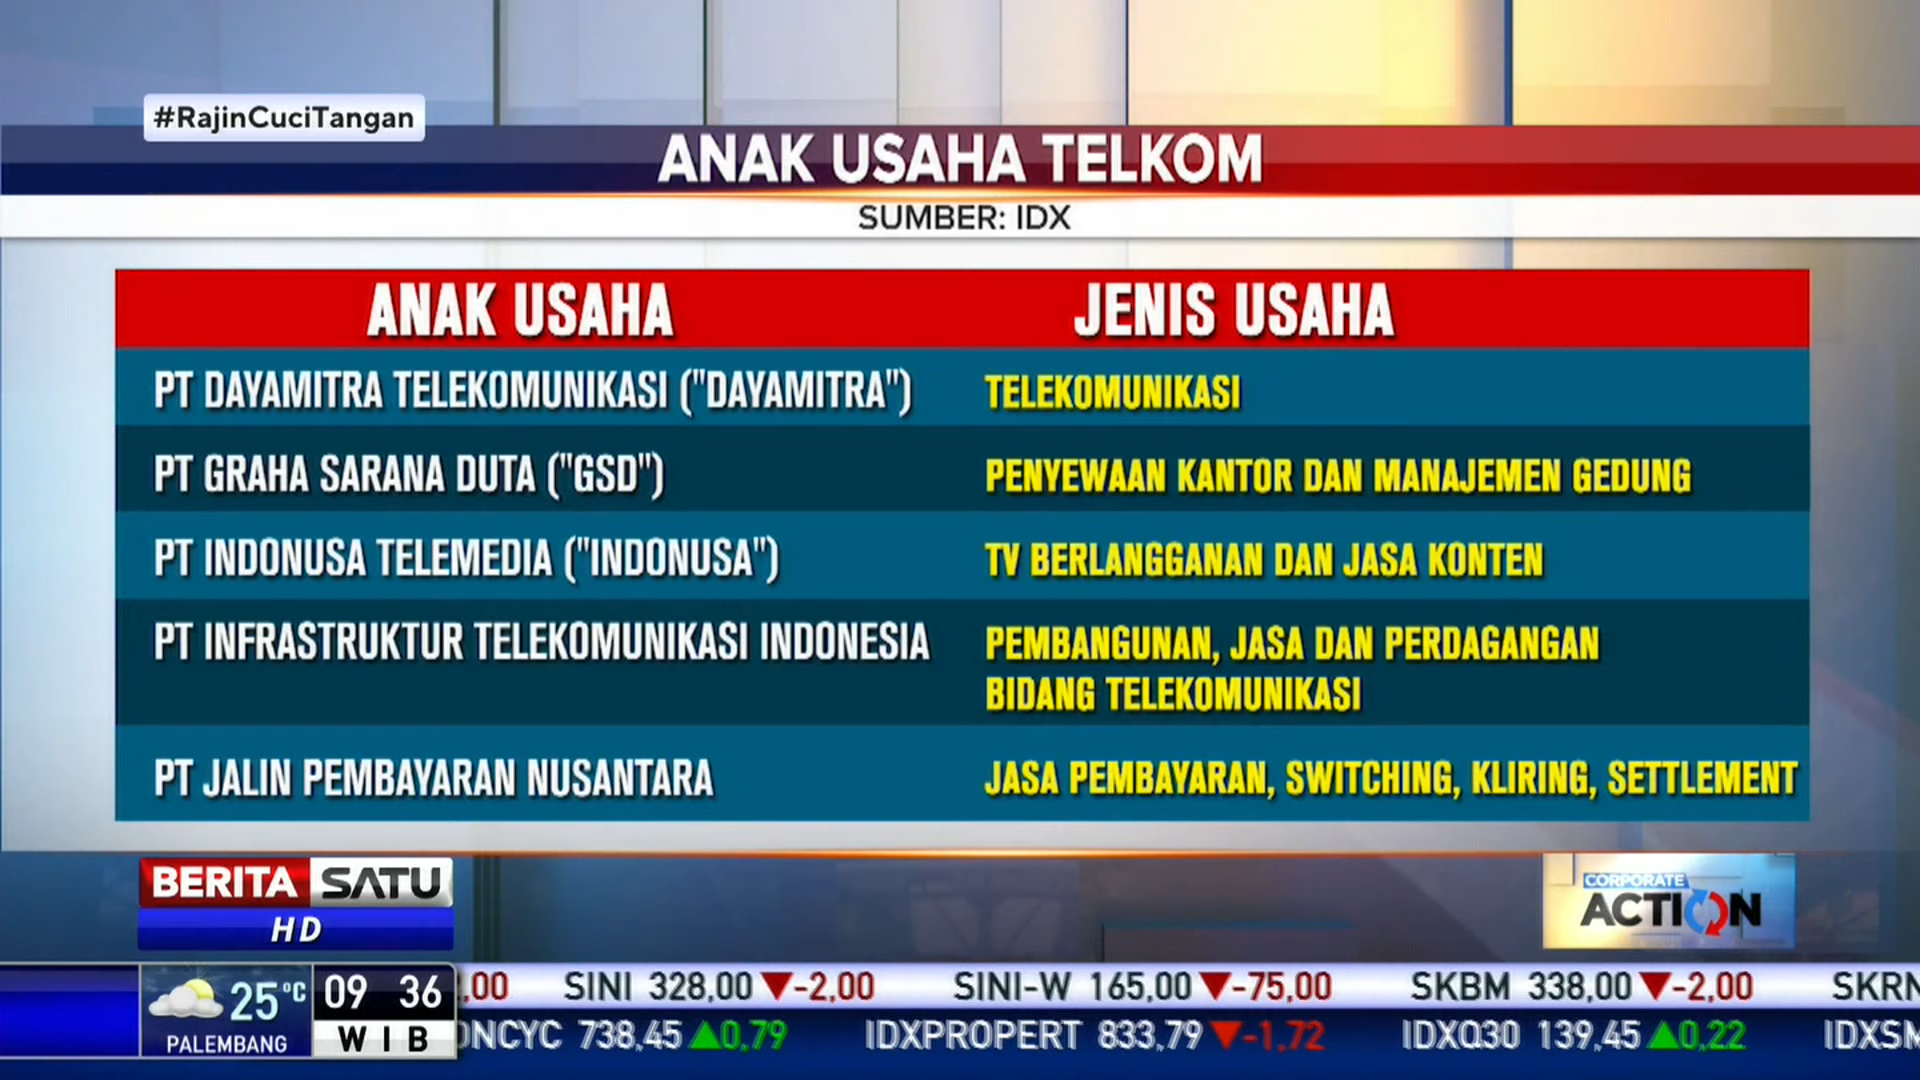 #RajinCuciTangan
ANAK USAHA TELKOM
SUMBER: IDX
ANAK USAHA JENIS USAHA
PT DAYAMITRA TELEKOMUNIKASI ("DAYAMITRA") TELEKOMUNIKASI
PT GRAHA SARANA DUTA ("GSD") PENYEWAAN KANTOR DAN MANAJEMEN GEDUNG
PT INDONUSA TELEMEDIA ("INDONUSA") TV BERLANGGANAN DAN JASA KONTEN
PT INFRASTRUKTUR TELEKOMUNIKASI INDONESIA PEMBANGUNAN, JASA DAN PERDAGANGAN
BIDANG TELEKOMUNIKASI
PT JALIN PEMBAYARAN NUSANTARA JASA PEMBAYARAN, SWITCHING, KLIRING, SETTLEMENT
BERITA SATU
HD
CORPORATE
ACTION
25°C
PALEMBANG
09 36
WIB
,00 SINI 328,00 ▼-2,00 SINI-W 165,00 ▼-75,00 SKBM 338,00 ▼-2,00 SKRN
ONCYC 738,45 ▲0,79 IDXPROPERT 833,79 ▼-1,72 IDXQ30 139,45 ▲0,22 IDXSM